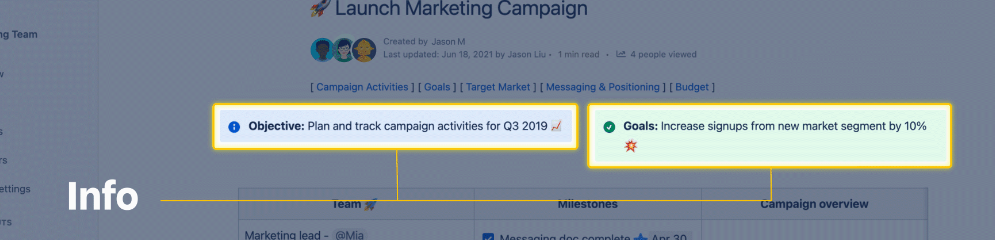 🚀 Launch Marketing Campaign
ng Team
Created by Jason M
Last updated: Jun 18, 2021 by Jason Liu • 1 min read • 4 people viewed
[ Campaign Activities ] [ Goals ] [ Target Market ] [ Messaging & Positioning ] [ Budget ]
Objective: Plan and track campaign activities for Q3 2019 📈
Goals: Increase signups from new market segment by 10%
💥
ettings
Info
Team 🚀 Milestones Campaign overview
Marketing lead - @Mia Messaging doc complete Apr 30